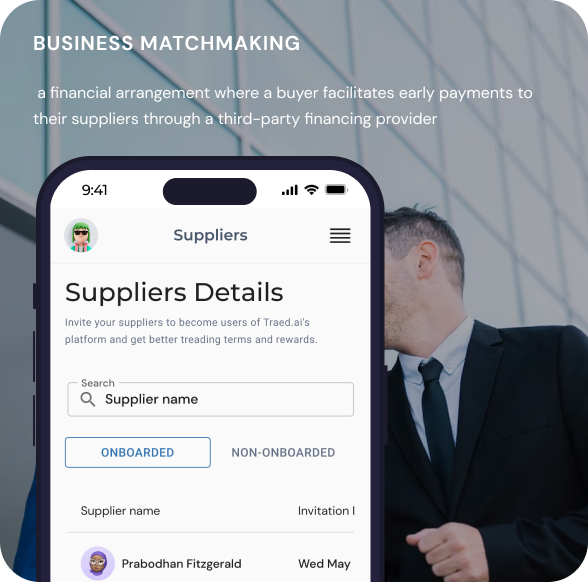 BUSINESS MATCHMAKING
a financial arrangement where a buyer facilitates early payments to
their suppliers through a third-party financing provider
9:41
Suppliers
Suppliers Details
Invite your suppliers to become users of Traed.ai's
platform and get better treading terms and rewards.
Search
Supplier name
ONBOARDED NON-ONBOARDED
Supplier name Invitation I
Prabodhan Fitzgerald Wed May